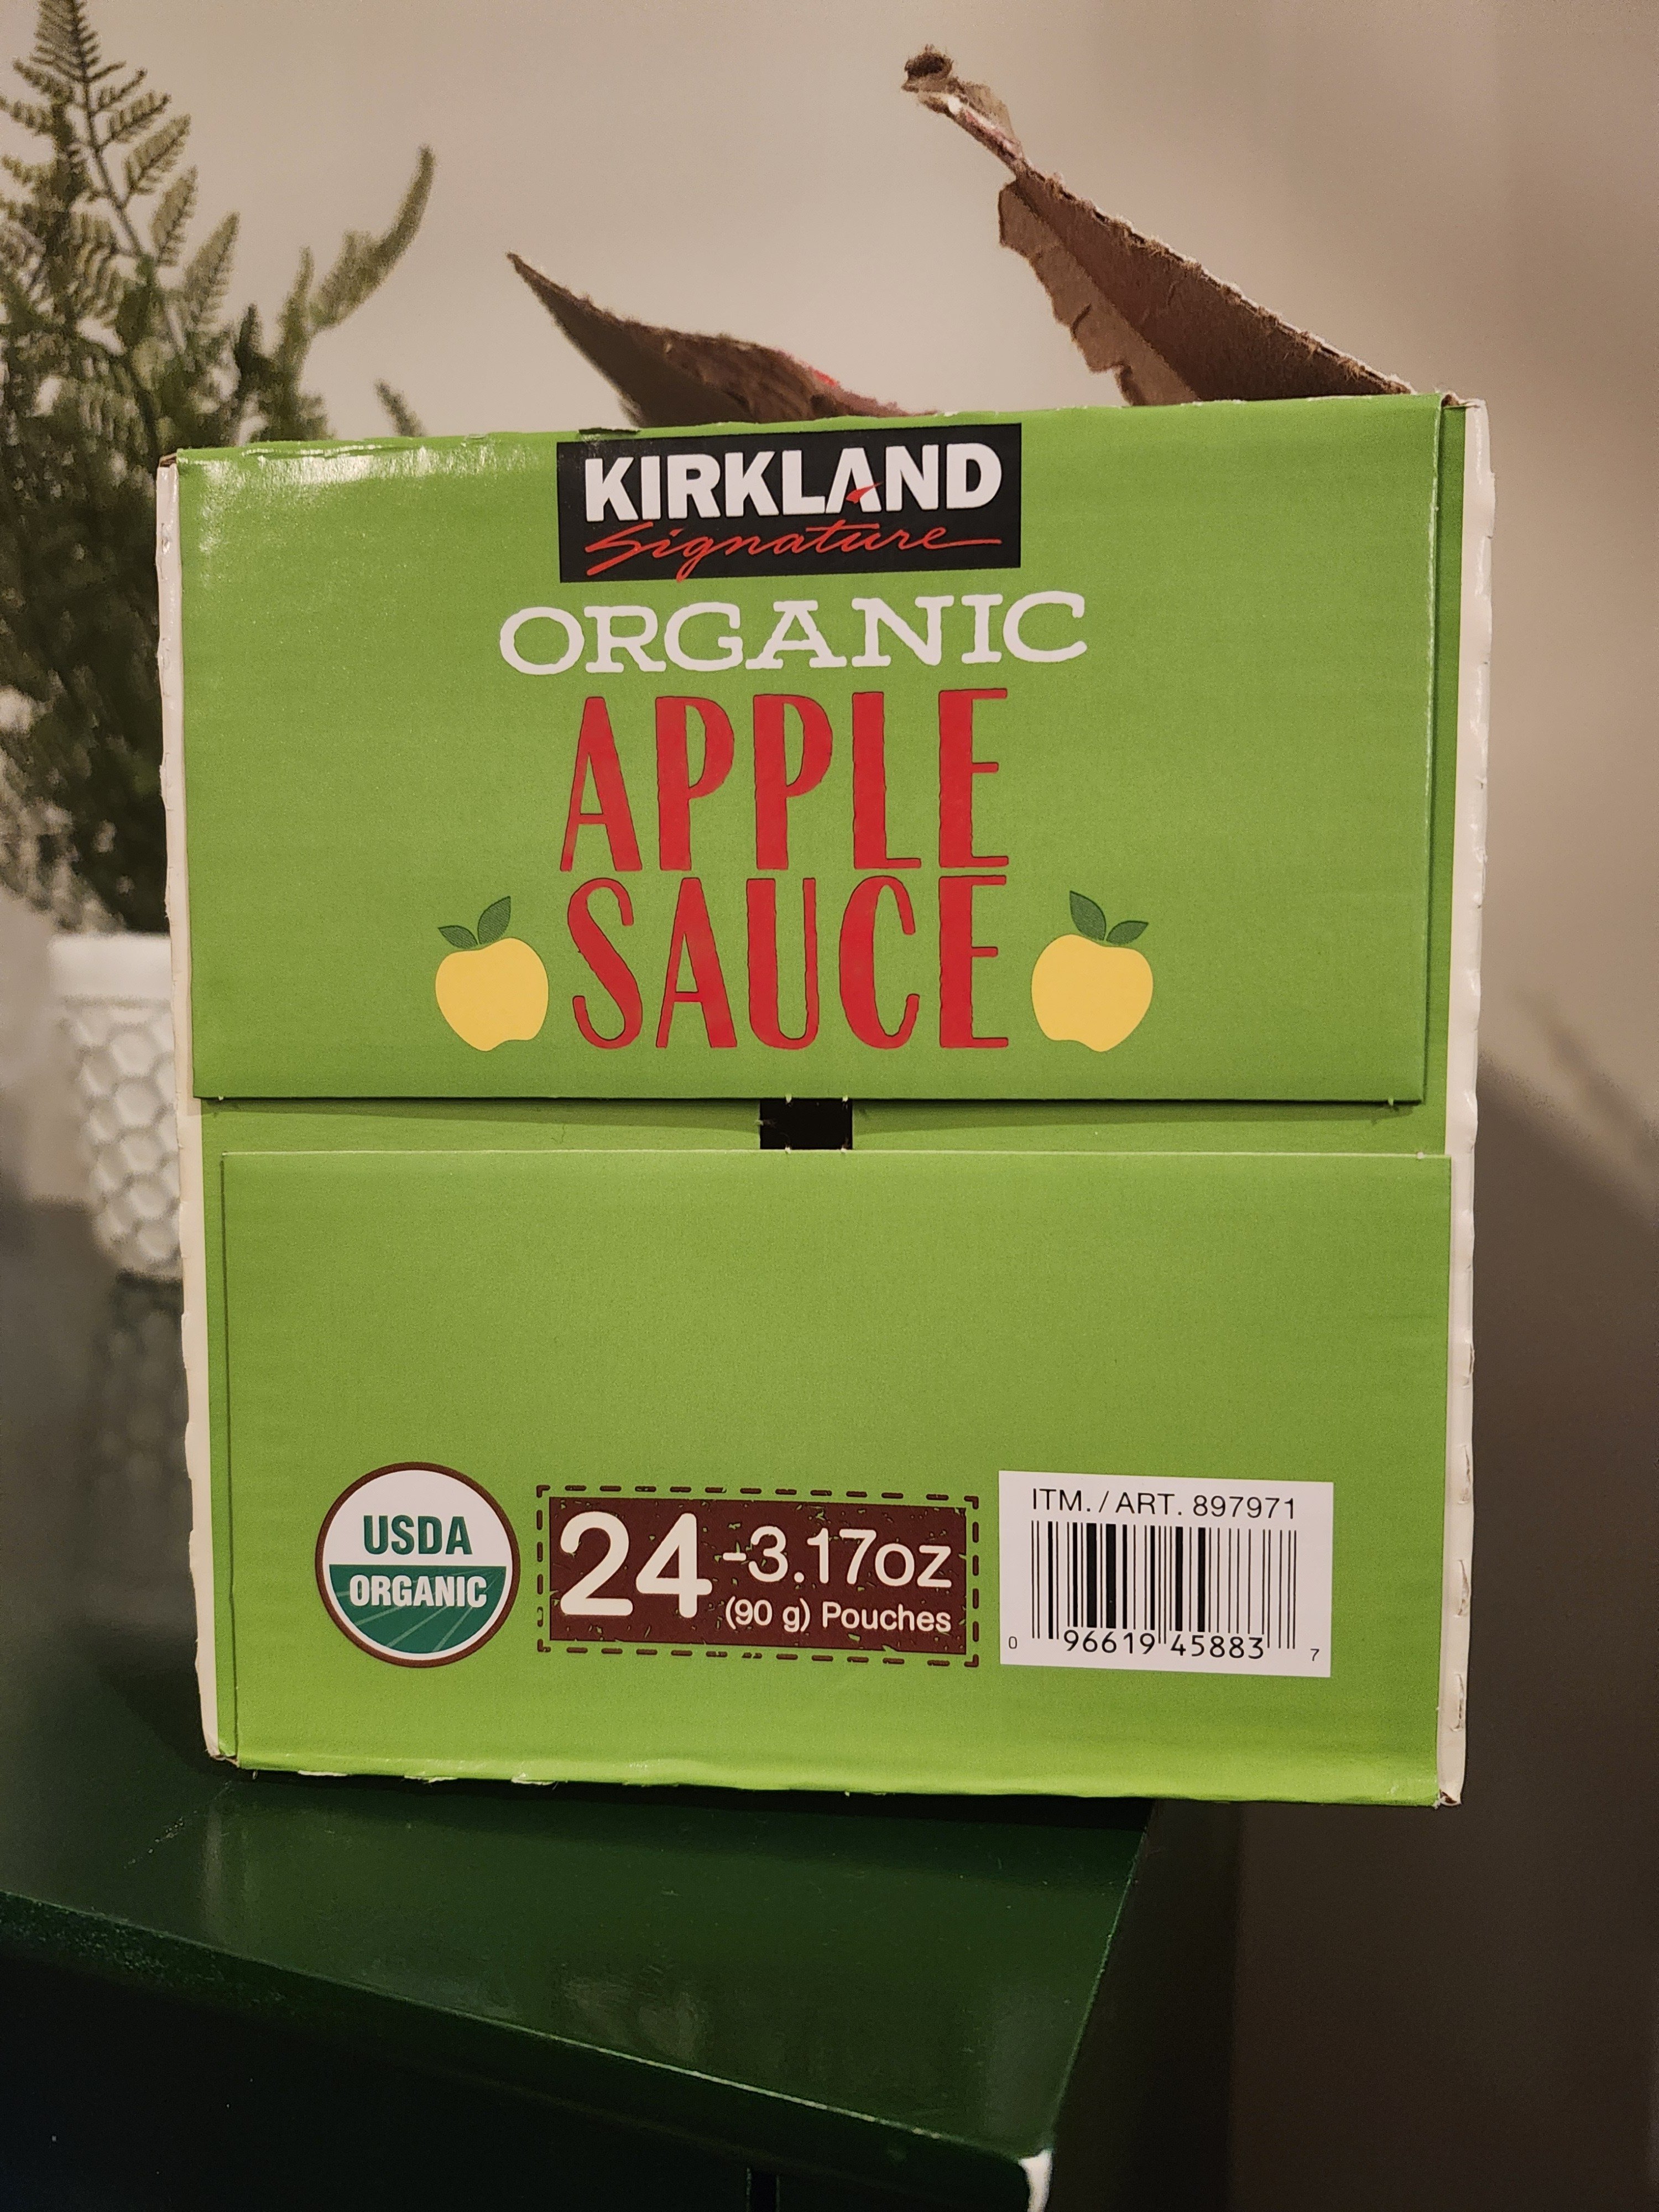 KIRKLAND
Signature
ORGANIC
APPLE
SAUCE
USDA
ORGANIC
24-3.17oz
(90 g) Pouches
ITM. / ART. 897971
0 96619 45883 7